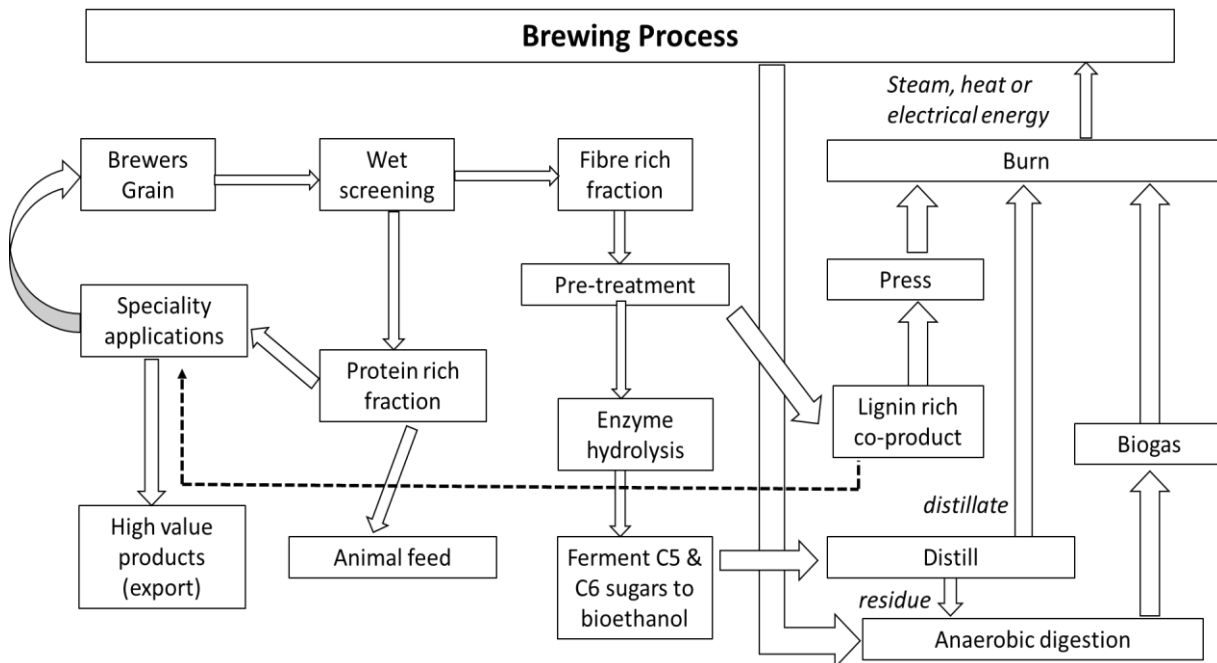 Brewing Process
Steam, heat or
electrical energy
Brewers
Grain
Wet
screening
Fibre rich
fraction
Burn
Pre-treatment
Press
Speciality
applications
Protein rich
fraction
Enzyme
hydrolysis
Lignin rich
co-product
Biogas
distillate
High value
products
(export)
Animal feed
Ferment C5 &
C6 sugars to
bioethanol
Distill
residue
Anaerobic digestion